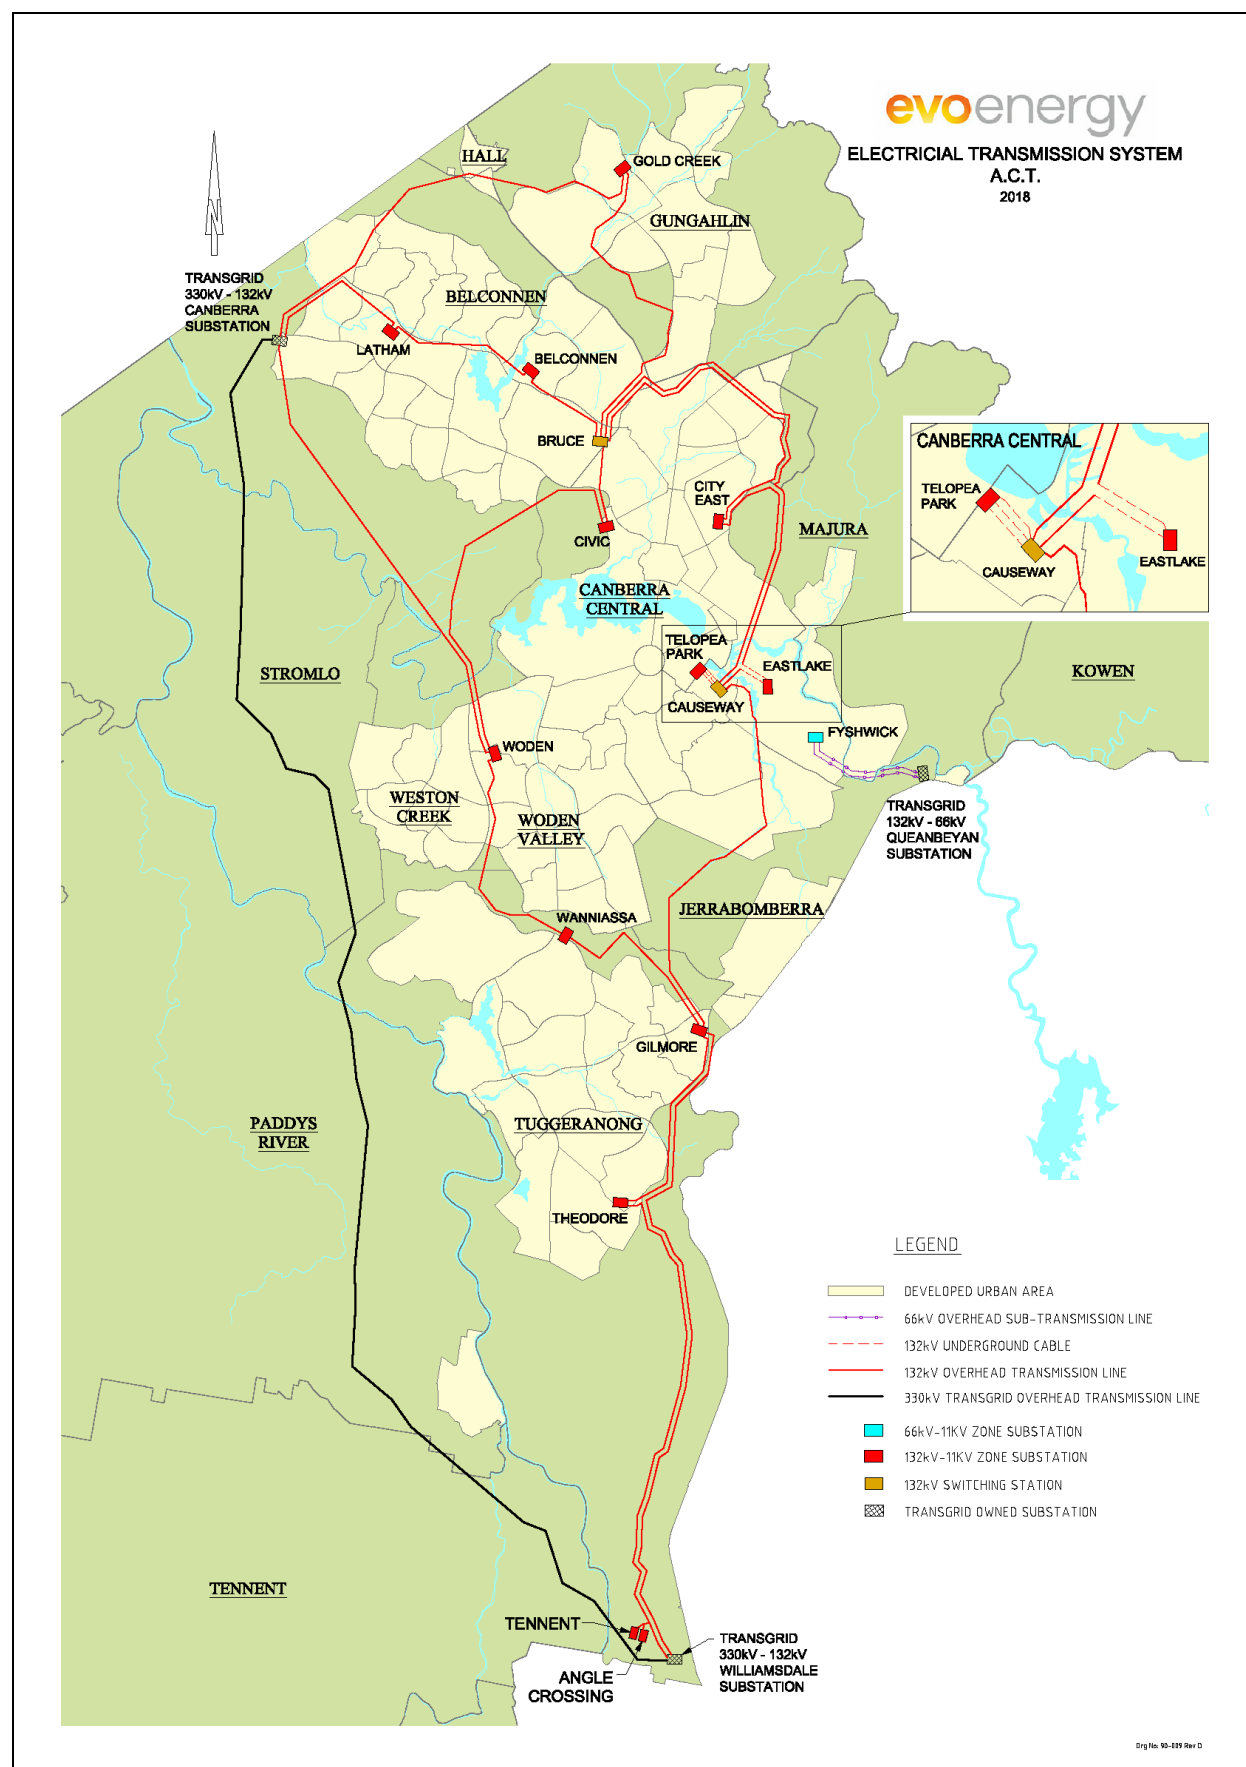 evoenergy
ELECTRICIAL TRANSMISSION SYSTEM
A.C.T.
2018
HALL
GOLD CREEK
GUNGAHLIN
N
TRANSGRID
330kV - 132kV
CANBERRA
SUBSTATION
BELCONNEN
LATHAM
BELCONNEN
BRUCE
CITY
EAST
CIVIC
MAJURA
CANBERRA CENTRAL
TELOPEA
PARK
CAUSEWAY
EASTLAKE
CANBERRA
CENTRAL
TELOPEA
PARK
EASTLAKE
CAUSEWAY
STROMLO
KOWEN
FYSHWICK
WODEN
WESTON
CREEK
WODEN
VALLEY
TRANSGRID
132kV - 66kV
QUEANBEYAN
SUBSTATION
WANNIASSA
JERRABOMBERRA
GILMORE
PADDYS
RIVER
TUGGERANONG
THEODORE
LEGEND
DEVELOPED URBAN AREA
66kV OVERHEAD SUB-TRANSMISSION LINE
132kV UNDERGROUND CABLE
132kV OVERHEAD TRANSMISSION LINE
330kV TRANSGRID OVERHEAD TRANSMISSION LINE
66kV-11KV ZONE SUBSTATION
132kV-11KV ZONE SUBSTATION
132kV SWITCHING STATION
TRANSGRID OWNED SUBSTATION
TENNENT
TENNENT
ANGLE
CROSSING
TRANSGRID
330kV - 132kV
WILLIAMSDALE
SUBSTATION
Drg No: 90-009 Rev D